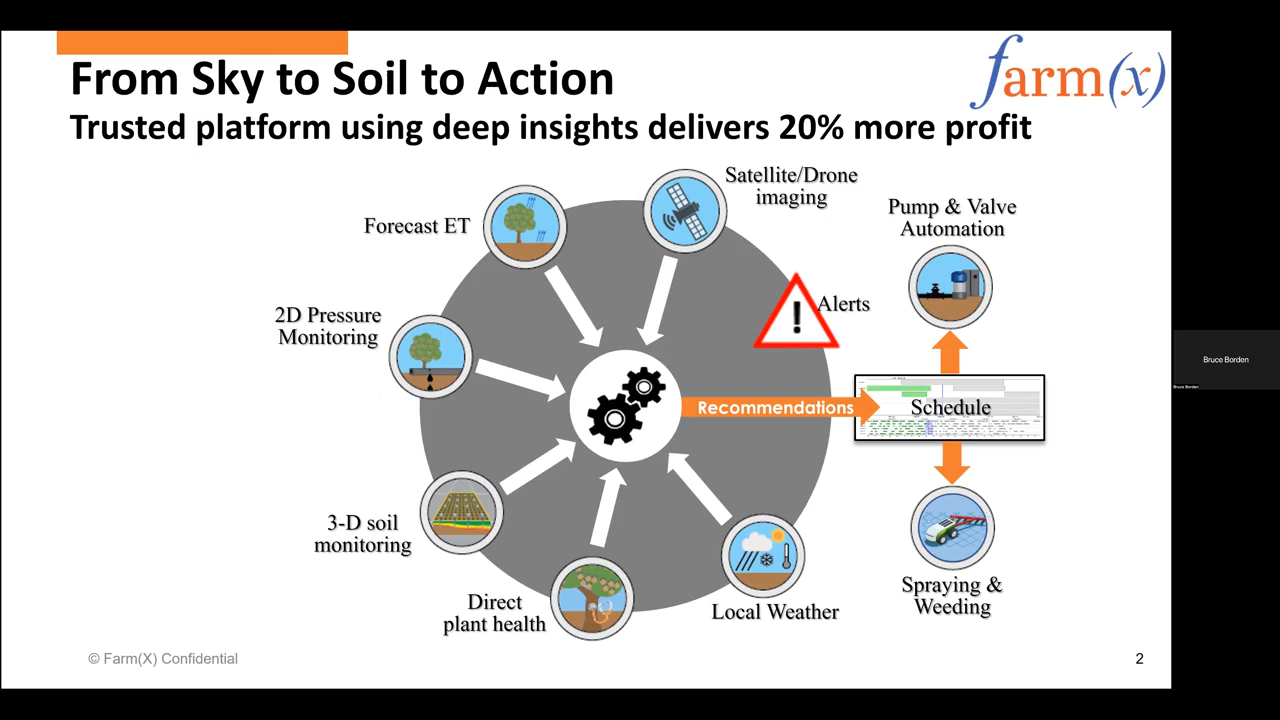 From Sky to Soil to Action
farm(x)
Trusted platform using deep insights delivers 20% more profit
Satellite/Drone
imaging
Forecast ET
Pump & Valve
Automation
2D Pressure
Monitoring
Alerts
!
Bruce Borden
Bruce Borden
Recommendations
Schedule
3-D soil
monitoring
Direct
plant health
Local Weather
Spraying &
Weeding
© Farm(X) Confidential
2